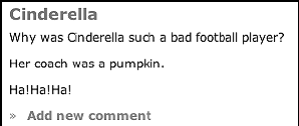 Cinderella
Why was Cinderella such a bad football player?
Her coach was a pumpkin.
Ha!Ha!Ha!
» Add new comment